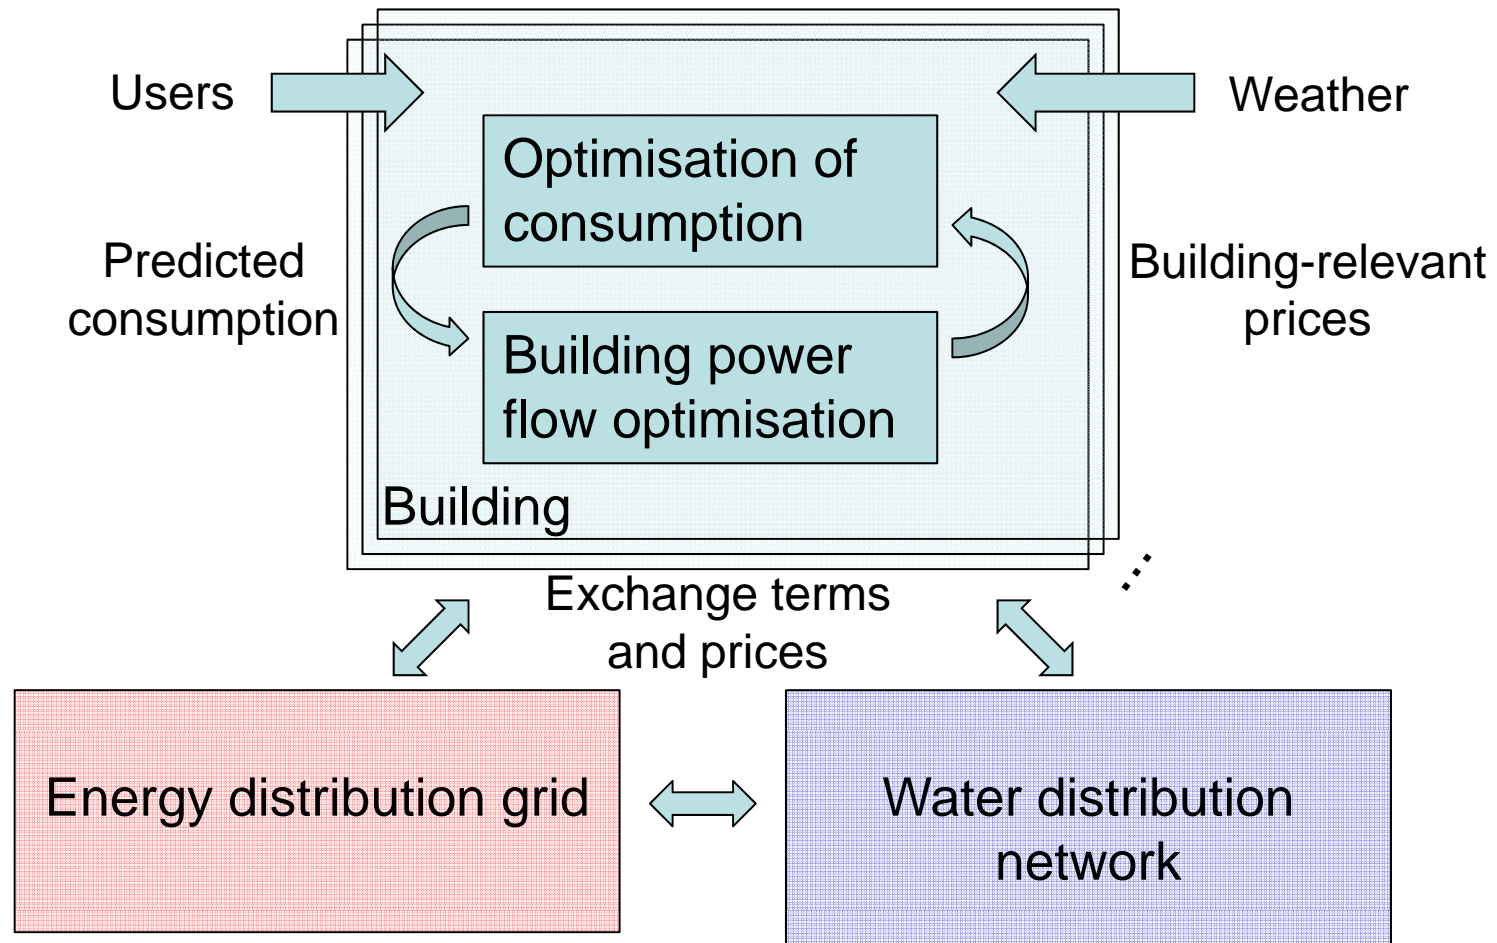 Users
Weather
Optimisation of
consumption
Predicted
consumption
Building-relevant
prices
Building power
flow optimisation
Building
Exchange terms
and prices
Energy distribution grid
Water distribution
network